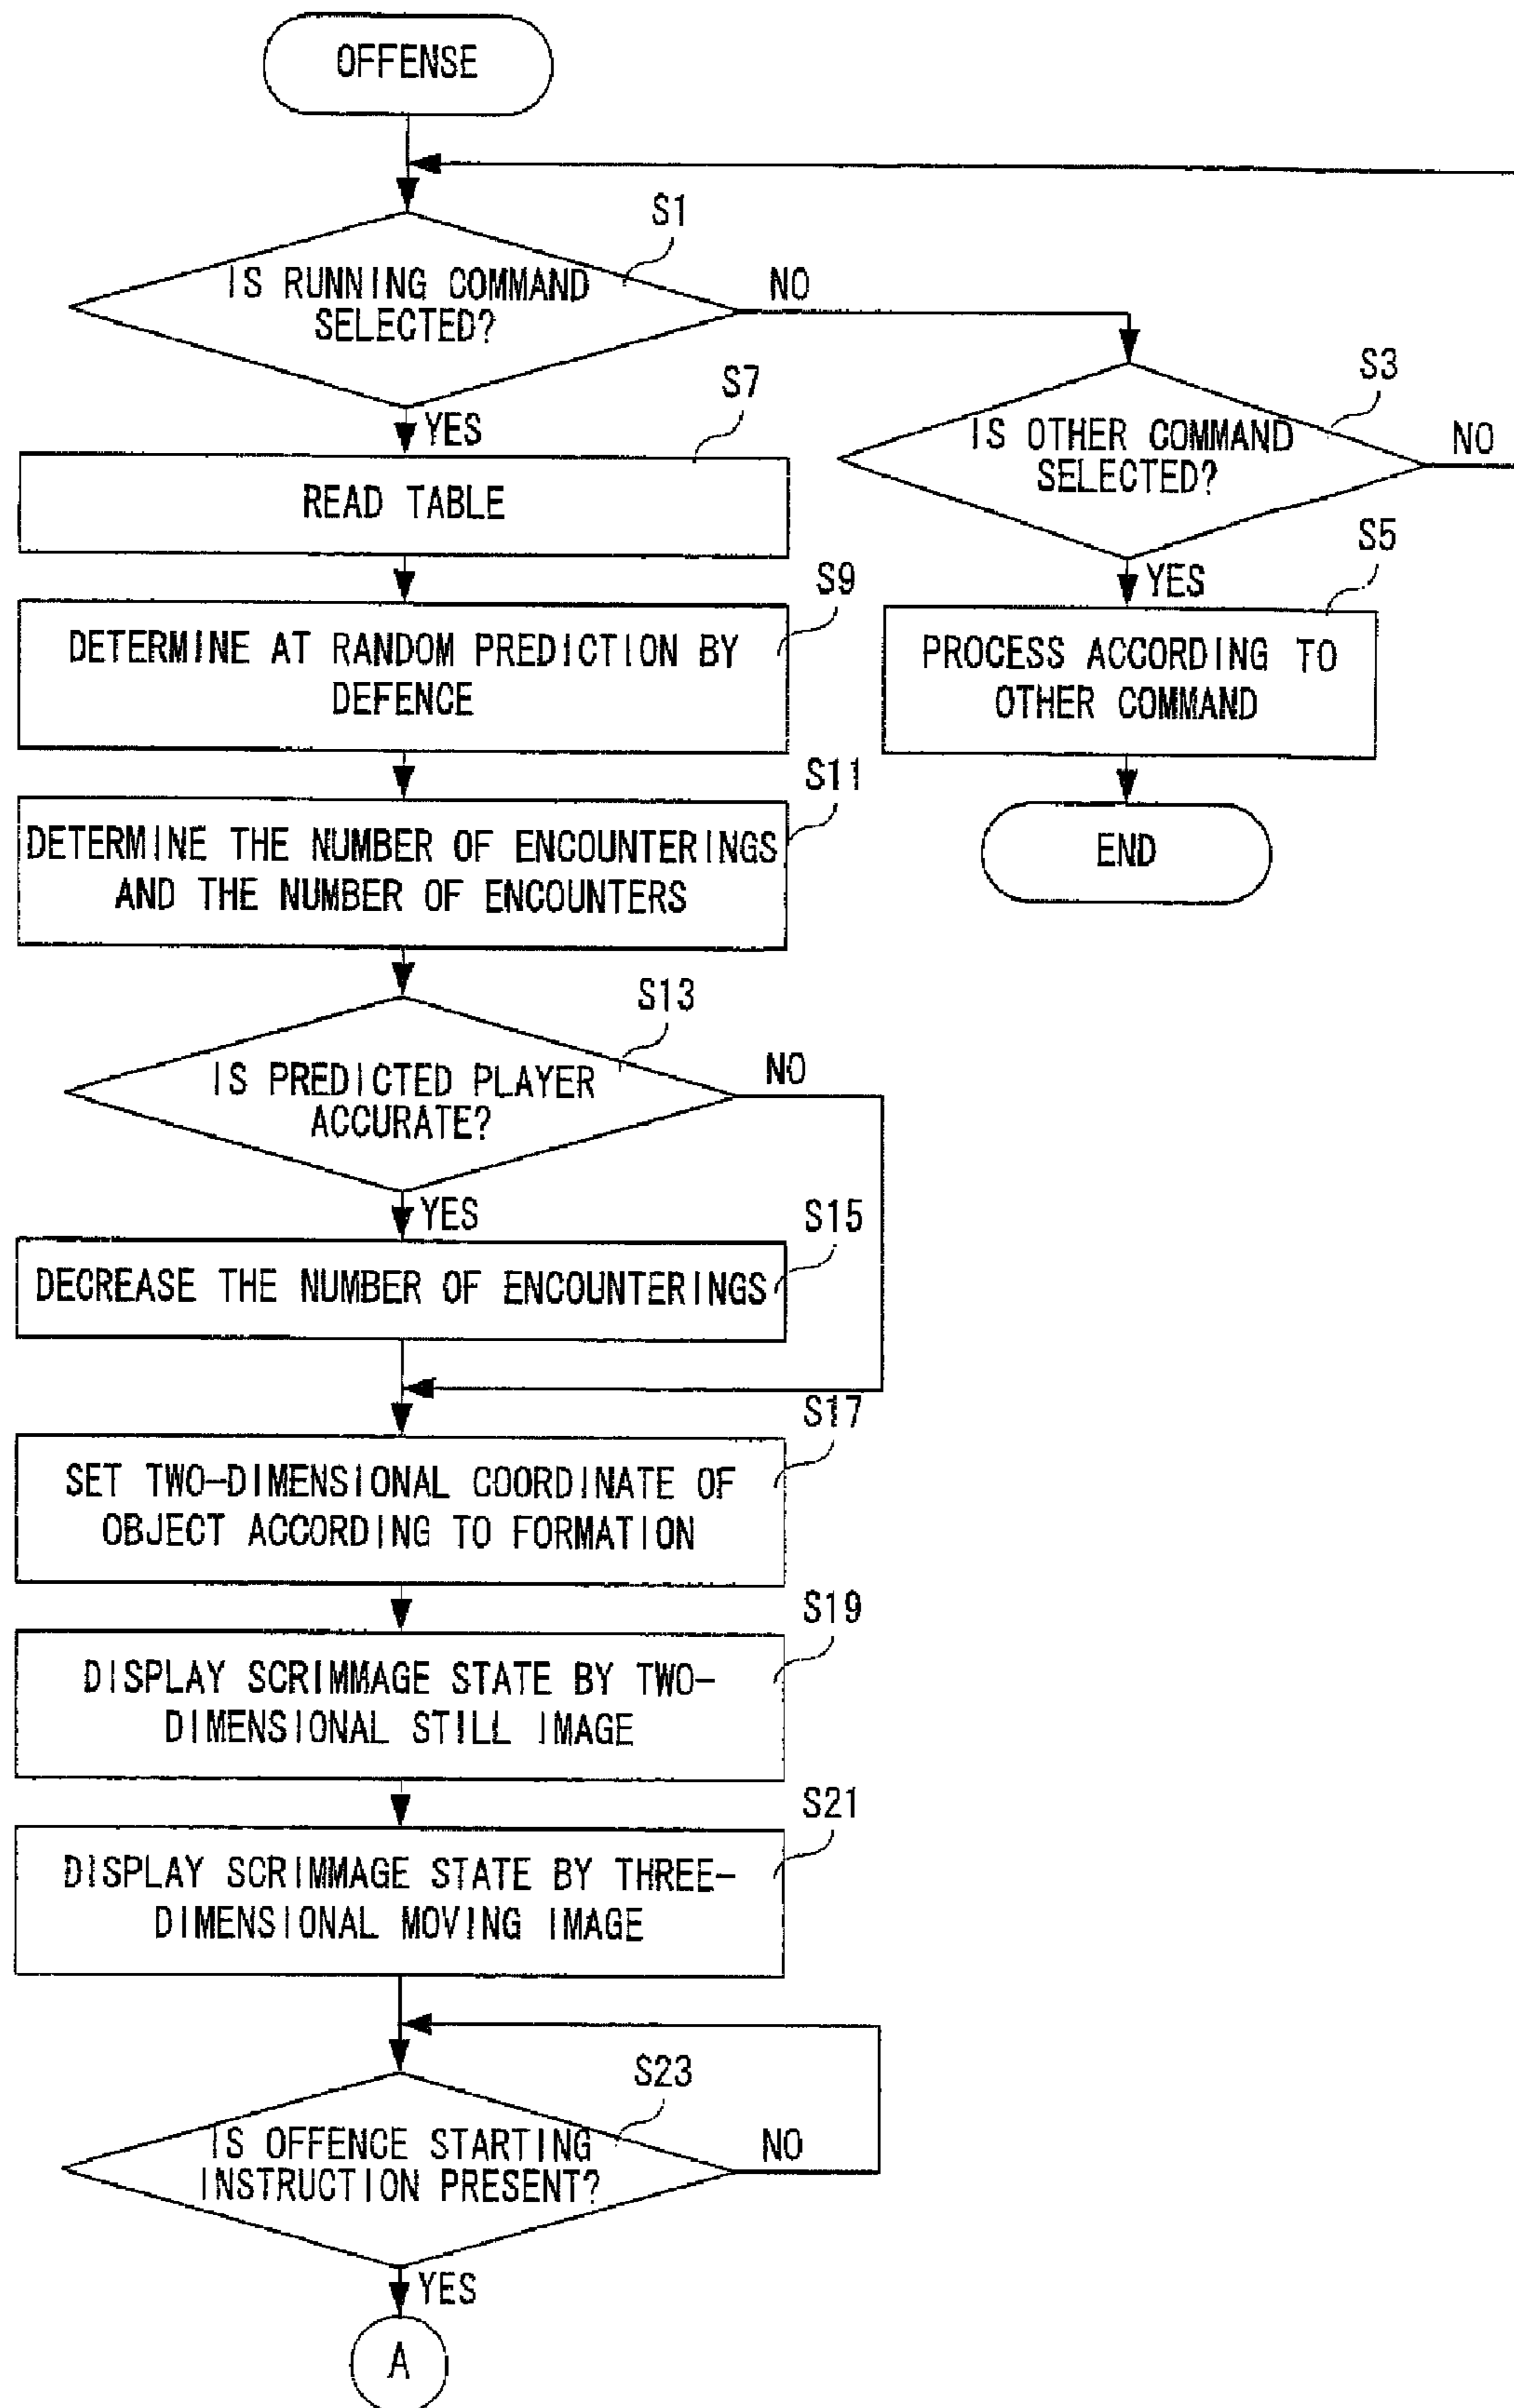 OFFENSE
S1
IS RUNNING COMMAND
SELECTED?
NO
S3
IS OTHER COMMAND
SELECTED?
NO
YES
S7
READ TABLE
YES
S5
PROCESS ACCORDING TO
OTHER COMMAND
END
S9
DETERMINE AT RANDOM PREDICTION BY
DEFENCE
S11
DETERMINE THE NUMBER OF ENCOUNTERINGS
AND THE NUMBER OF ENCOUNTERS
S13
IS PREDICTED PLAYER
ACCURATE?
NO
YES
S15
DECREASE THE NUMBER OF ENCOUNTERINGS
S17
SET TWO-DIMENSIONAL COORDINATE OF
OBJECT ACCORDING TO FORMATION
S19
DISPLAY SCRIMMAGE STATE BY TWO-
DIMENSIONAL STILL IMAGE
S21
DISPLAY SCRIMMAGE STATE BY THREE-
DIMENSIONAL MOVING IMAGE
S23
IS OFFENCE STARTING
INSTRUCTION PRESENT?
NO
YES
A